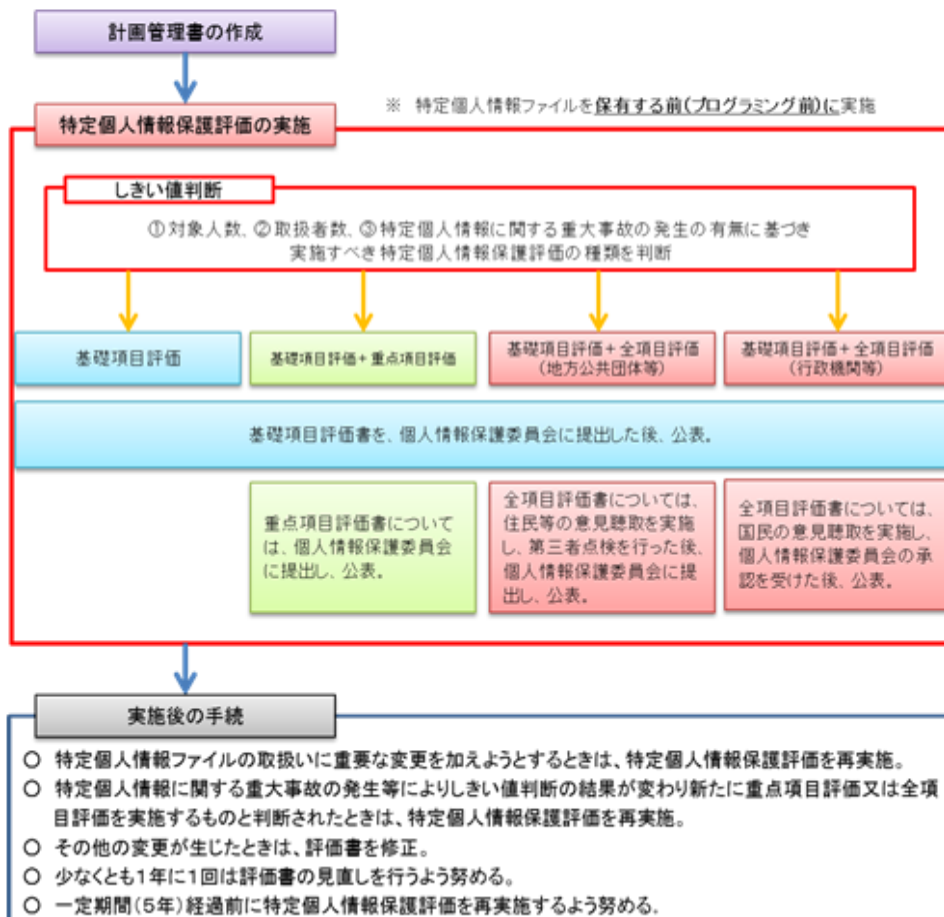 計画管理書の作成
※ 特定個人情報ファイルを保有する前(プログラミング前)に実施
特定個人情報保護評価の実施
しきい値判断
①対象人数、②取扱者数、③特定個人情報に関する重大事故の発生の有無に基づき
実施すべき特定個人情報保護評価の種類を判断
基礎項目評価
基礎項目評価+重点項目評価
基礎項目評価+全項目評価
(地方公共団体等)
基礎項目評価+全項目評価
(行政機関等)
基礎項目評価書を、個人情報保護委員会に提出した後、公表。
重点項目評価書について
は、個人情報保護委員会
に提出し、公表。
全項目評価書については、
住民等の意見聴取を実施
し、第三者点検を行った後、
個人情報保護委員会に提
出し、公表。
全項目評価書については、
国民の意見聴取を実施し、
個人情報保護委員会の承
認を受けた後、公表。
実施後の手続
○ 特定個人情報ファイルの取扱いに重要な変更を加えようとするときは、特定個人情報保護評価を再実施。
○ 特定個人情報に関する重大事故の発生等によりしきい値判断の結果が変わり新たに重点項目評価又は全項
目評価を実施するものと判断されたときは、特定個人情報保護評価を再実施。
○ その他の変更が生じたときは、評価書を修正。
○ 少なくとも1年に1回は評価書の見直しを行うよう努める。
○ 一定期間(5年)経過前に特定個人情報保護評価を再実施するよう努める。